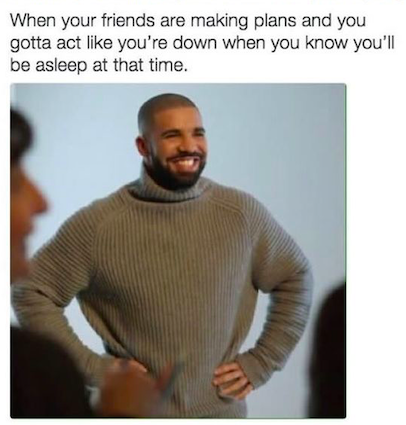 When your friends are making plans and you
gotta act like you're down when you know you'll
be asleep at that time.